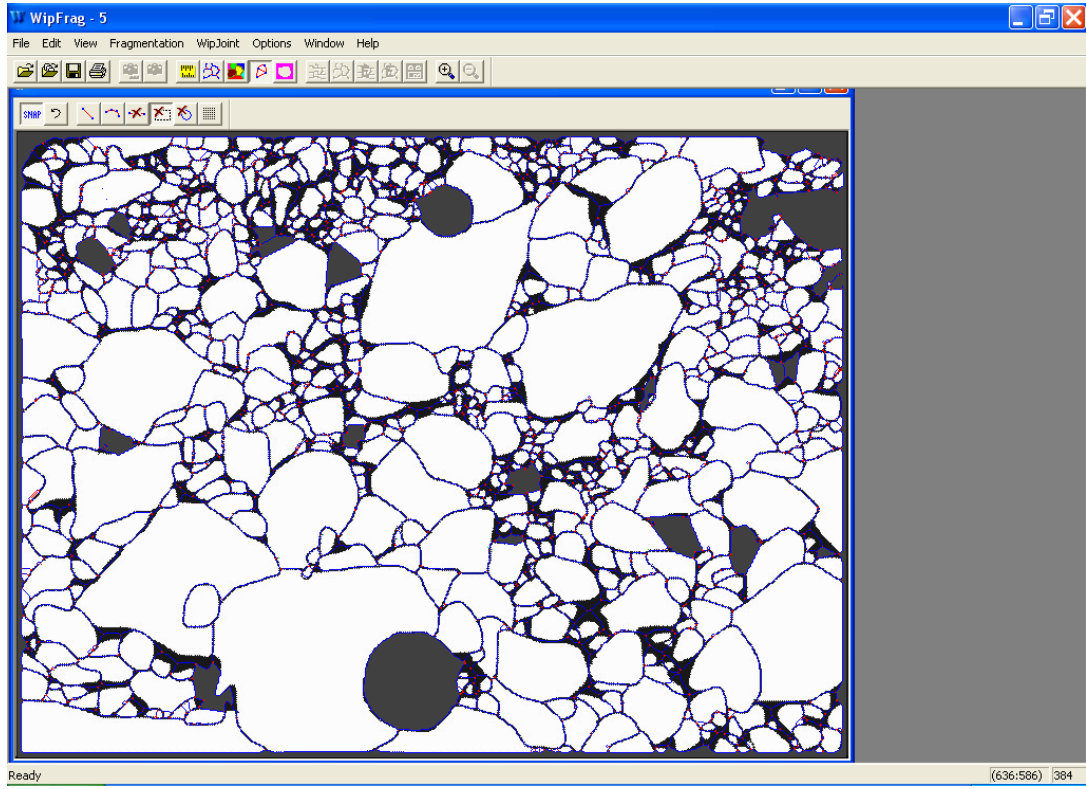 WipFrag - 5
File Edit View Fragmentation WipJoint Options Window Help
SNAP
Ready (636:586) 384